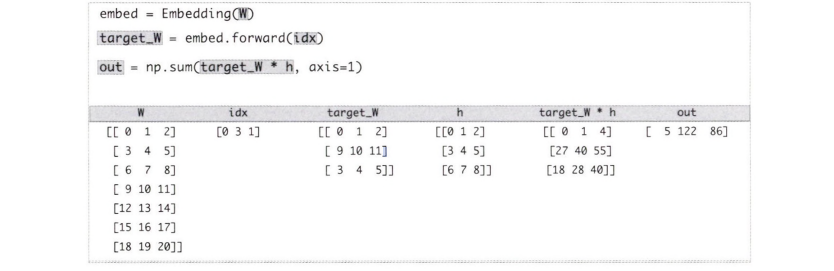 embed = Embedding(W)
target_W = embed.forward(idx)
out = np.sum(target_W * h, axis=1)
W idx target_W h target_W * h out
[[ 0 1 2] [0 3 1] [[ 0 1 2] [[0 1 2] [[ 0 1 4] [ 5 122 86]
[ 3 4 5] [ 9 10 11] [3 4 5] [27 40 55]
[ 6 7 8] [ 3 4 5]] [6 7 8]] [18 28 40]]
[ 9 10 11]
[12 13 14]
[15 16 17]
[18 19 20]]